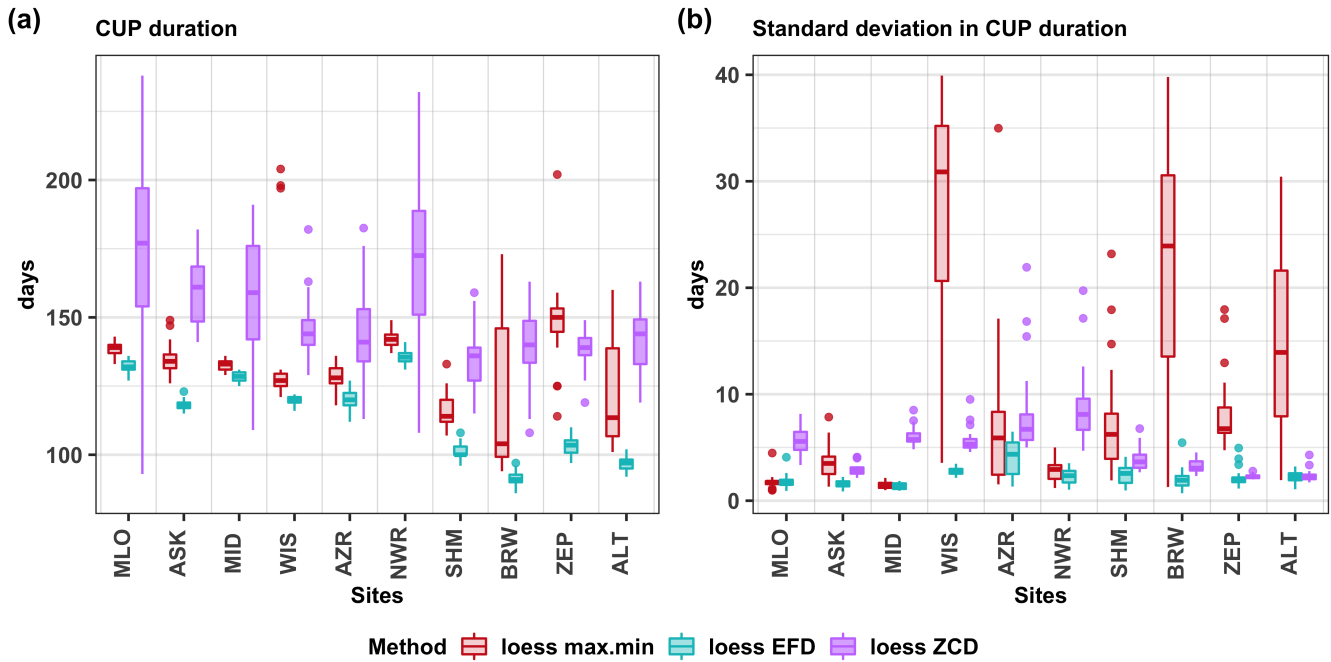 (a)
CUP duration
days
200
150
100
MLO
ASK
MID
WIS
AZR
NWR
SHM
BRW
ZEP
ALT
Sites
(b)
Standard deviation in CUP duration
days
40
30
20
10
0
MLO
ASK
MID
WIS
AZR
NWR
SHM
BRW
ZEP
ALT
Sites
Method loess max.min loess EFD loess ZCD